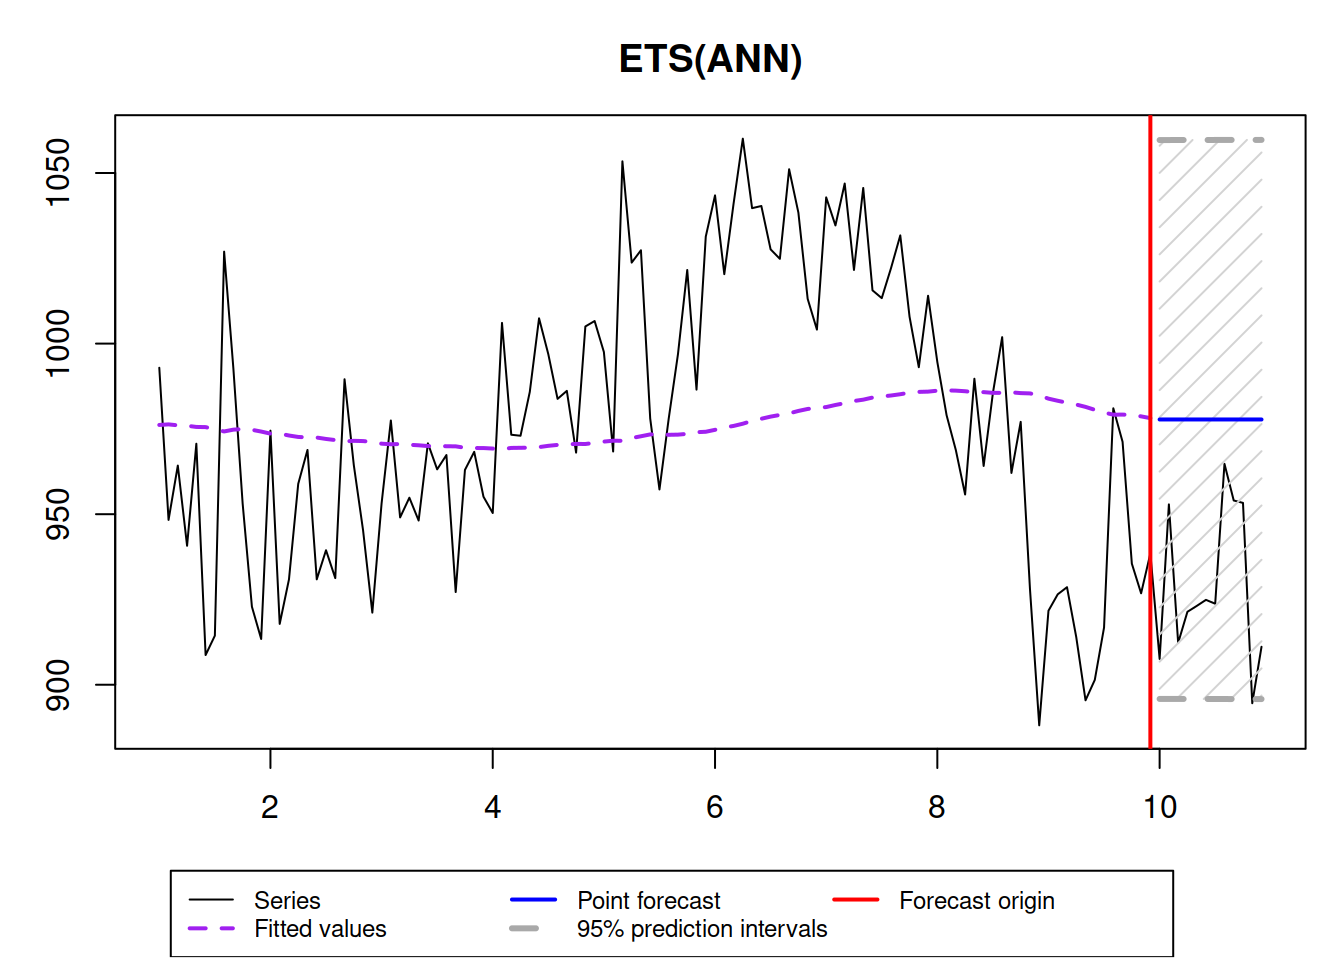 ETS(ANN)
1050
1000
950
900
2 4 6 8 10
Series Point forecast Forecast origin
Fitted values 95% prediction intervals